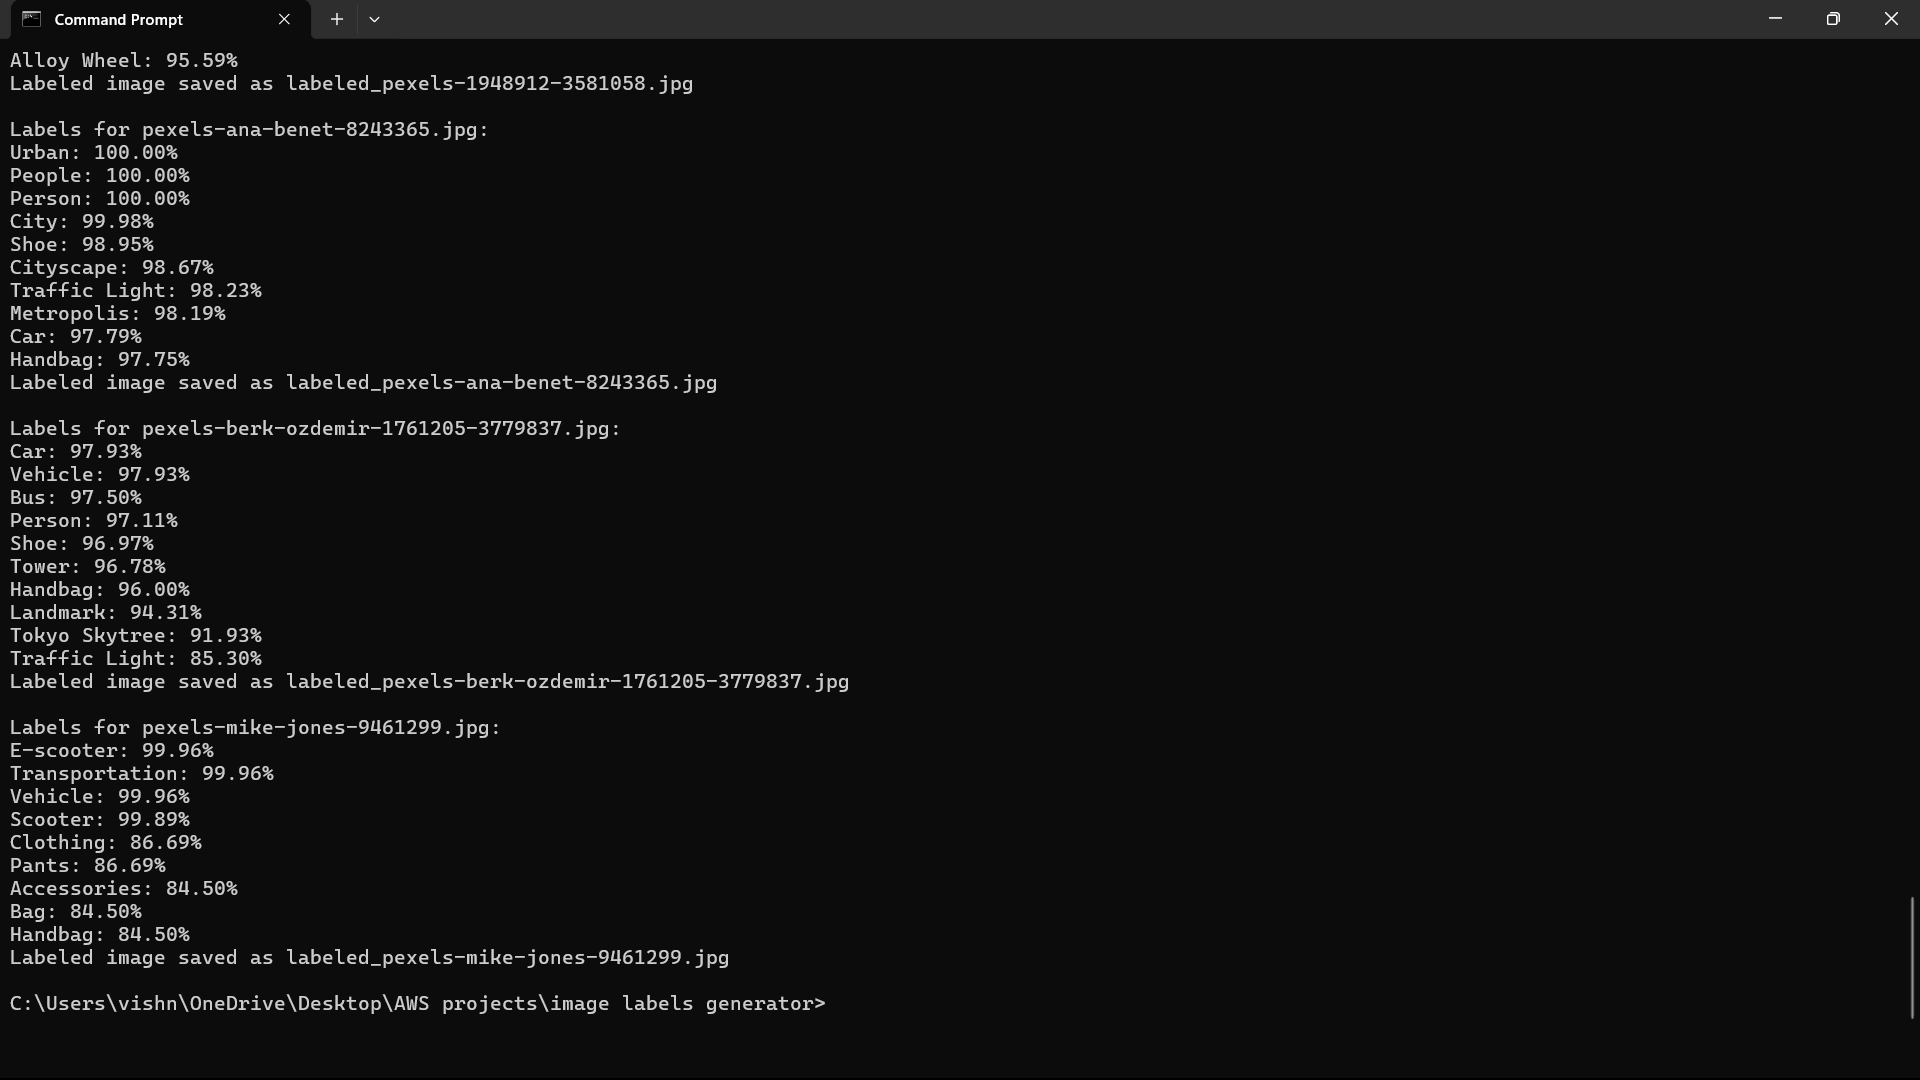 Command Prompt
Alloy Wheel: 95.59%
Labeled image saved as labeled_pexels-1948912-3581058.jpg
Labels for pexels-ana-benet-8243365.jpg:
Urban: 100.00%
People: 100.00%
Person: 100.00%
City: 99.98%
Shoe: 98.95%
Cityscape: 98.67%
Traffic Light: 98.23%
Metropolis: 98.19%
Car: 97.79%
Handbag: 97.75%
Labeled image saved as labeled_pexels-ana-benet-8243365.jpg
Labels for pexels-berk-ozdemir-1761205-3779837.jpg:
Car: 97.93%
Vehicle: 97.93%
Bus: 97.50%
Person: 97.11%
Shoe: 96.97%
Tower: 96.78%
Handbag: 96.00%
Landmark: 94.31%
Tokyo Skytree: 91.93%
Traffic Light: 85.30%
Labeled image saved as labeled_pexels-berk-ozdemir-1761205-3779837.jpg
Labels for pexels-mike-jones-9461299.jpg:
E-scooter: 99.96%
Transportation: 99.96%
Vehicle: 99.96%
Scooter: 99.89%
Clothing: 86.69%
Pants: 86.69%
Accessories: 84.50%
Bag: 84.50%
Handbag: 84.50%
Labeled image saved as labeled_pexels-mike-jones-9461299.jpg
C:\Users\vishn\OneDrive\Desktop\AWS projects\image labels generator>